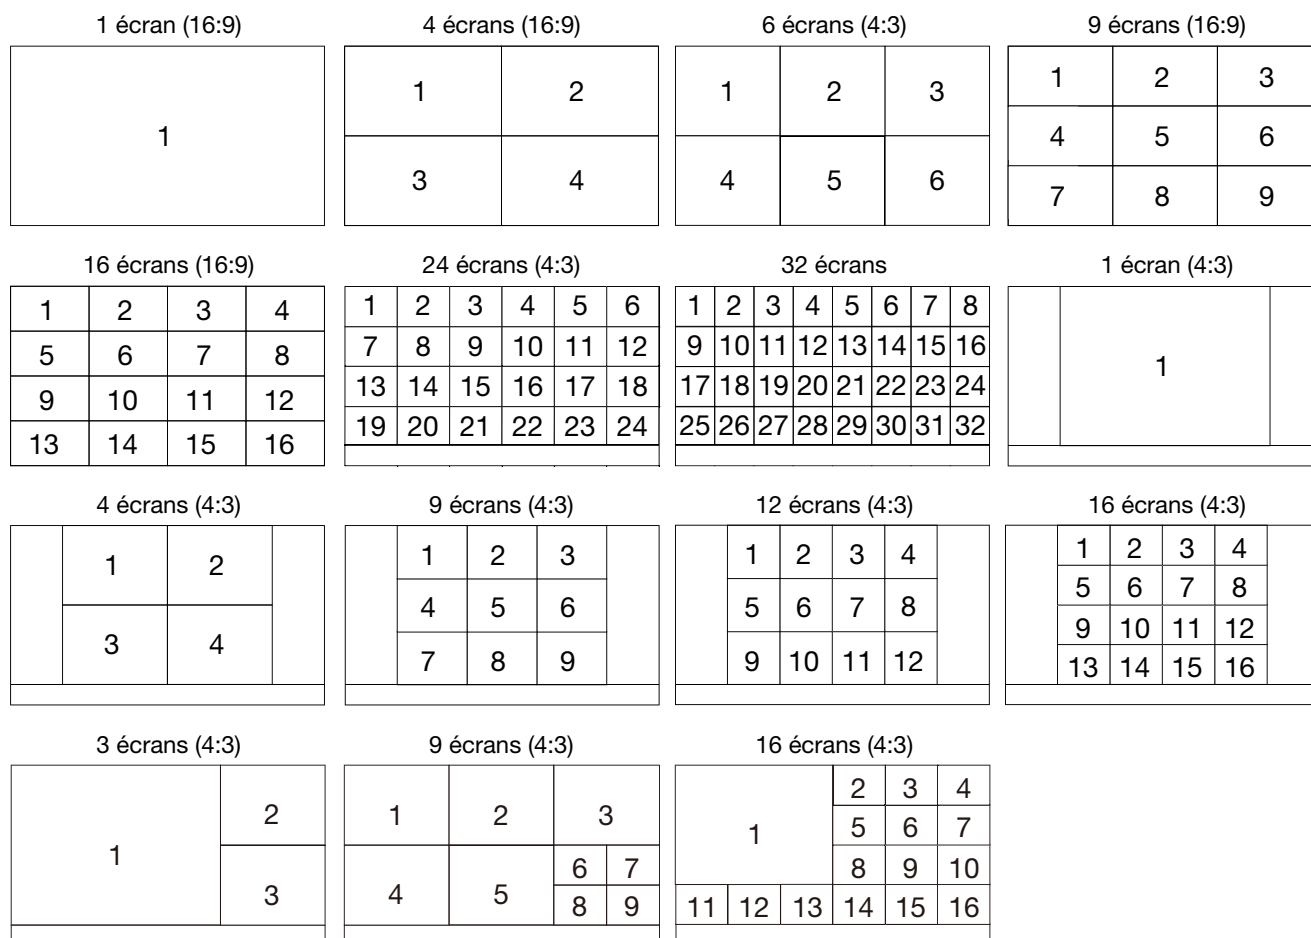 1 écran (16:9) 4 écrans (16:9) 6 écrans (4:3) 9 écrans (16:9)
1 2 1 2 3 1 2 3
1
4 5 6
3 4 4 5 6
7 8 9
16 écrans (16:9) 24 écrans (4:3) 32 écrans 1 écran (4:3)
1 2 3 4 1 2 3 4 5 6 1 2 3 4 5 6 7 8
5 6 7 8 7 8 9 10 11 12 9 10 11 12 13 14 15 16
1
9 10 11 12 13 14 15 16 17 18 17 18 19 20 21 22 23 24
13 14 15 16 19 20 21 22 23 24 25 26 27 28 29 30 31 32
4 écrans (4:3) 9 écrans (4:3) 12 écrans (4:3) 16 écrans (4:3)
1 2 1 2 3 1 2 3 4 1 2 3 4
5 6 7 8
4 5 6 5 6 7 8
9 10 11 12
3 4 7 8 9 9 10 11 12 13 14 15 16
3 écrans (4:3) 9 écrans (4:3) 16 écrans (4:3)
2 3 4
2 1 2 3
1 5 6 7
1
6 7 8 9 10
3 4 5
8 9 11 12 13 14 15 16